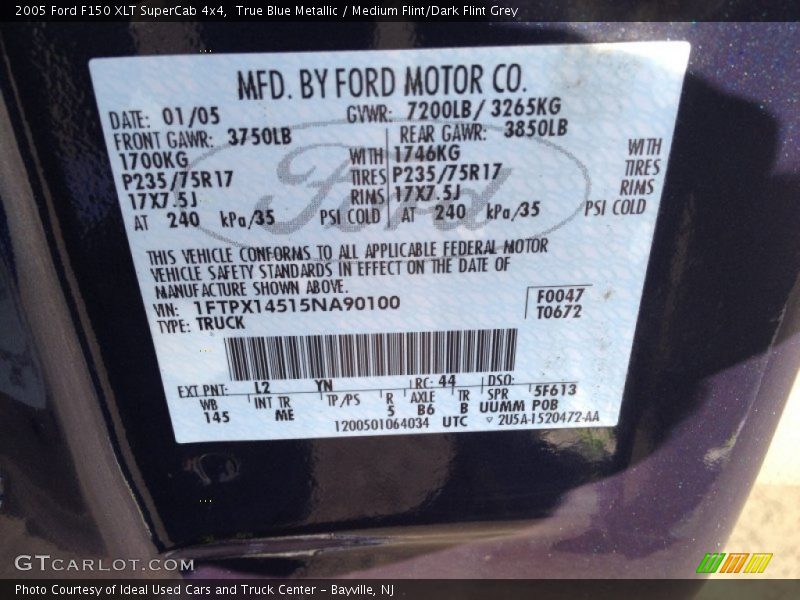 2005 Ford F150 XLT SuperCab 4x4, True Blue Metallic / Medium Flint/Dark Flint Grey
MFD. BY FORD MOTOR CO.
DATE: 01/05 GVWR: 7200LB / 3265KG
FRONT GAWR: 3750LB REAR GAWR: 3850LB
1700KG WITH 1746KG WITH
P235/75R17 TIRES P235/75R17 TIRES
17X7.5J RIMS 17X7.5J RIMS
AT 240 kPa/35 PSI COLD AT 240 kPa/35 PSI COLD
Ford
THIS VEHICLE CONFORMS TO ALL APPLICABLE FEDERAL MOTOR
VEHICLE SAFETY STANDARDS IN EFFECT ON THE DATE OF
MANUFACTURE SHOWN ABOVE.
VIN: 1FTPX14515NA90100 F0047
TYPE: TRUCK T0672
EXT PNT: L2 YN RC: 44 DSO:
WB INT TR TP/PS R AXLE TR SPR 5F613
145 ME 5 B6 B UUMM POB
1200501064034 UTC ▽ 2U5A-1520472-AA
GTCARLOT.COM
Photo Courtesy of Ideal Used Cars and Truck Center - Bayville, NJ